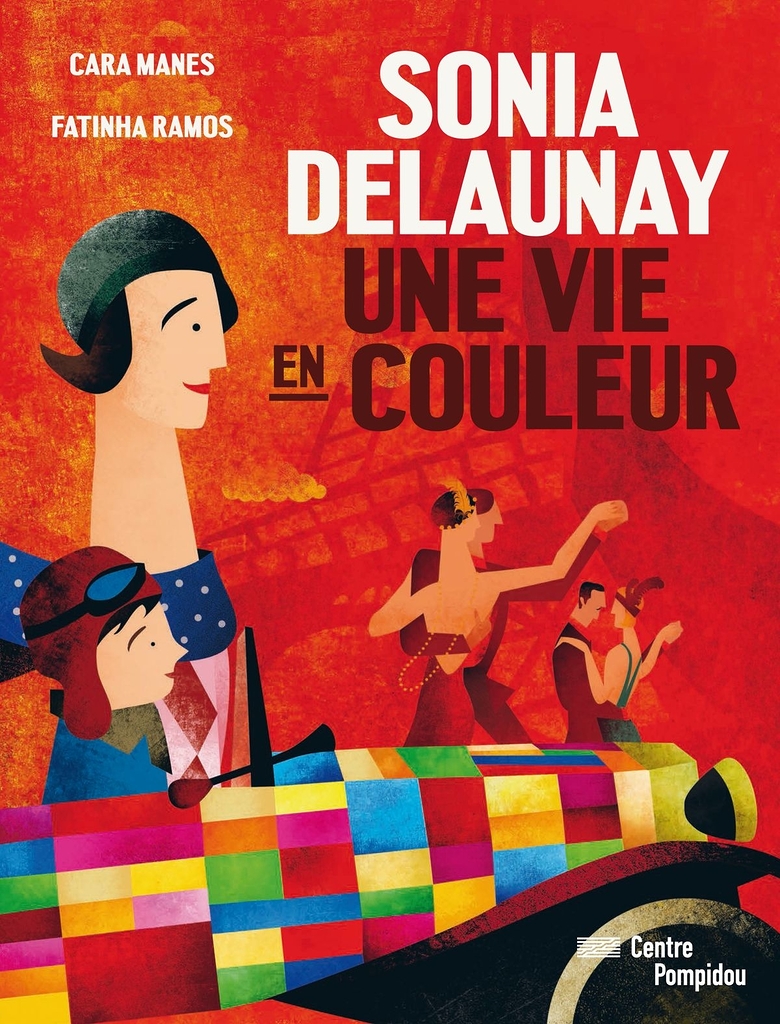 CARA MANES
FATINHA RAMOS
SONIA
DELAUNAY
UNE VIE
EN COULEUR
Centre
Pompidou